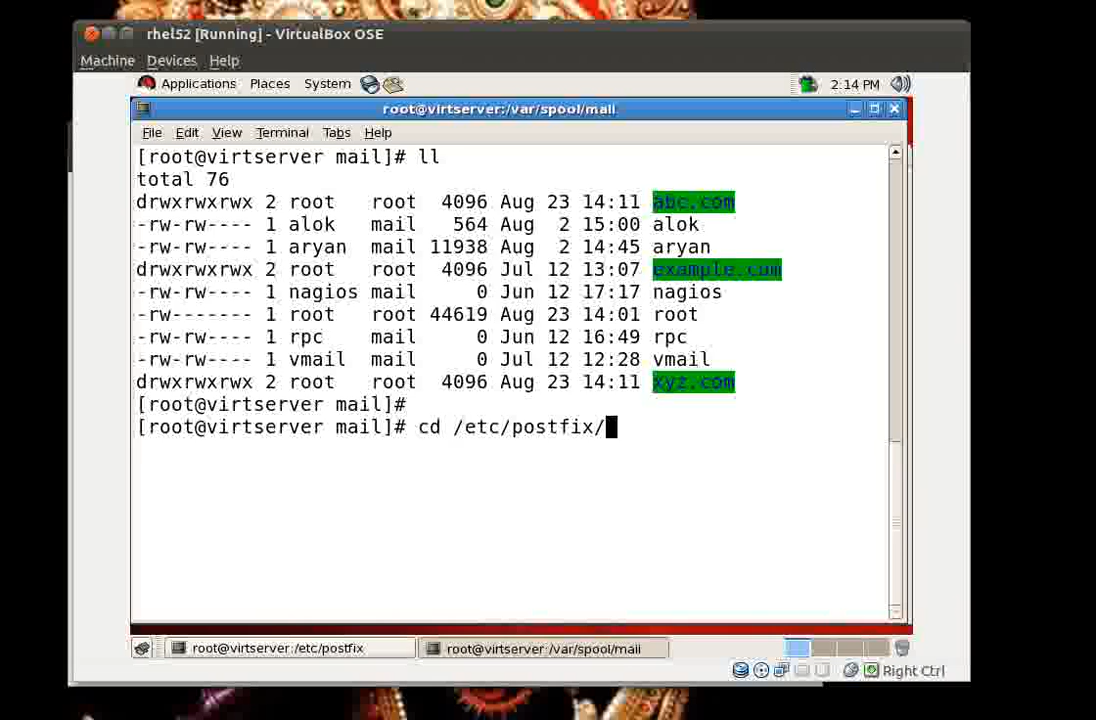 rhel52 [Running] - VirtualBox OSE
Machine Devices Help
Applications Places System 2:14 PM
root@virtserver:/var/spool/mail
File Edit View Terminal Tabs Help
[root@virtserver mail]# ll
total 76
drwxrwxrwx 2 root root 4096 Aug 23 14:11 abc.com
-rw-rw---- 1 alok mail 564 Aug 2 15:00 alok
-rw-rw---- 1 aryan mail 11938 Aug 2 14:45 aryan
drwxrwxrwx 2 root root 4096 Jul 12 13:07 example.com
-rw-rw---- 1 nagios mail 0 Jun 12 17:17 nagios
-rw------- 1 root root 44619 Aug 23 14:01 root
-rw-rw---- 1 rpc mail 0 Jun 12 16:49 rpc
-rw-rw---- 1 vmail mail 0 Jul 12 12:28 vmail
drwxrwxrwx 2 root root 4096 Aug 23 14:11 xyz.com
[root@virtserver mail]#
[root@virtserver mail]# cd /etc/postfix/
root@virtserver:/etc/postfix root@virtserver:/var/spool/mail
Right Ctrl